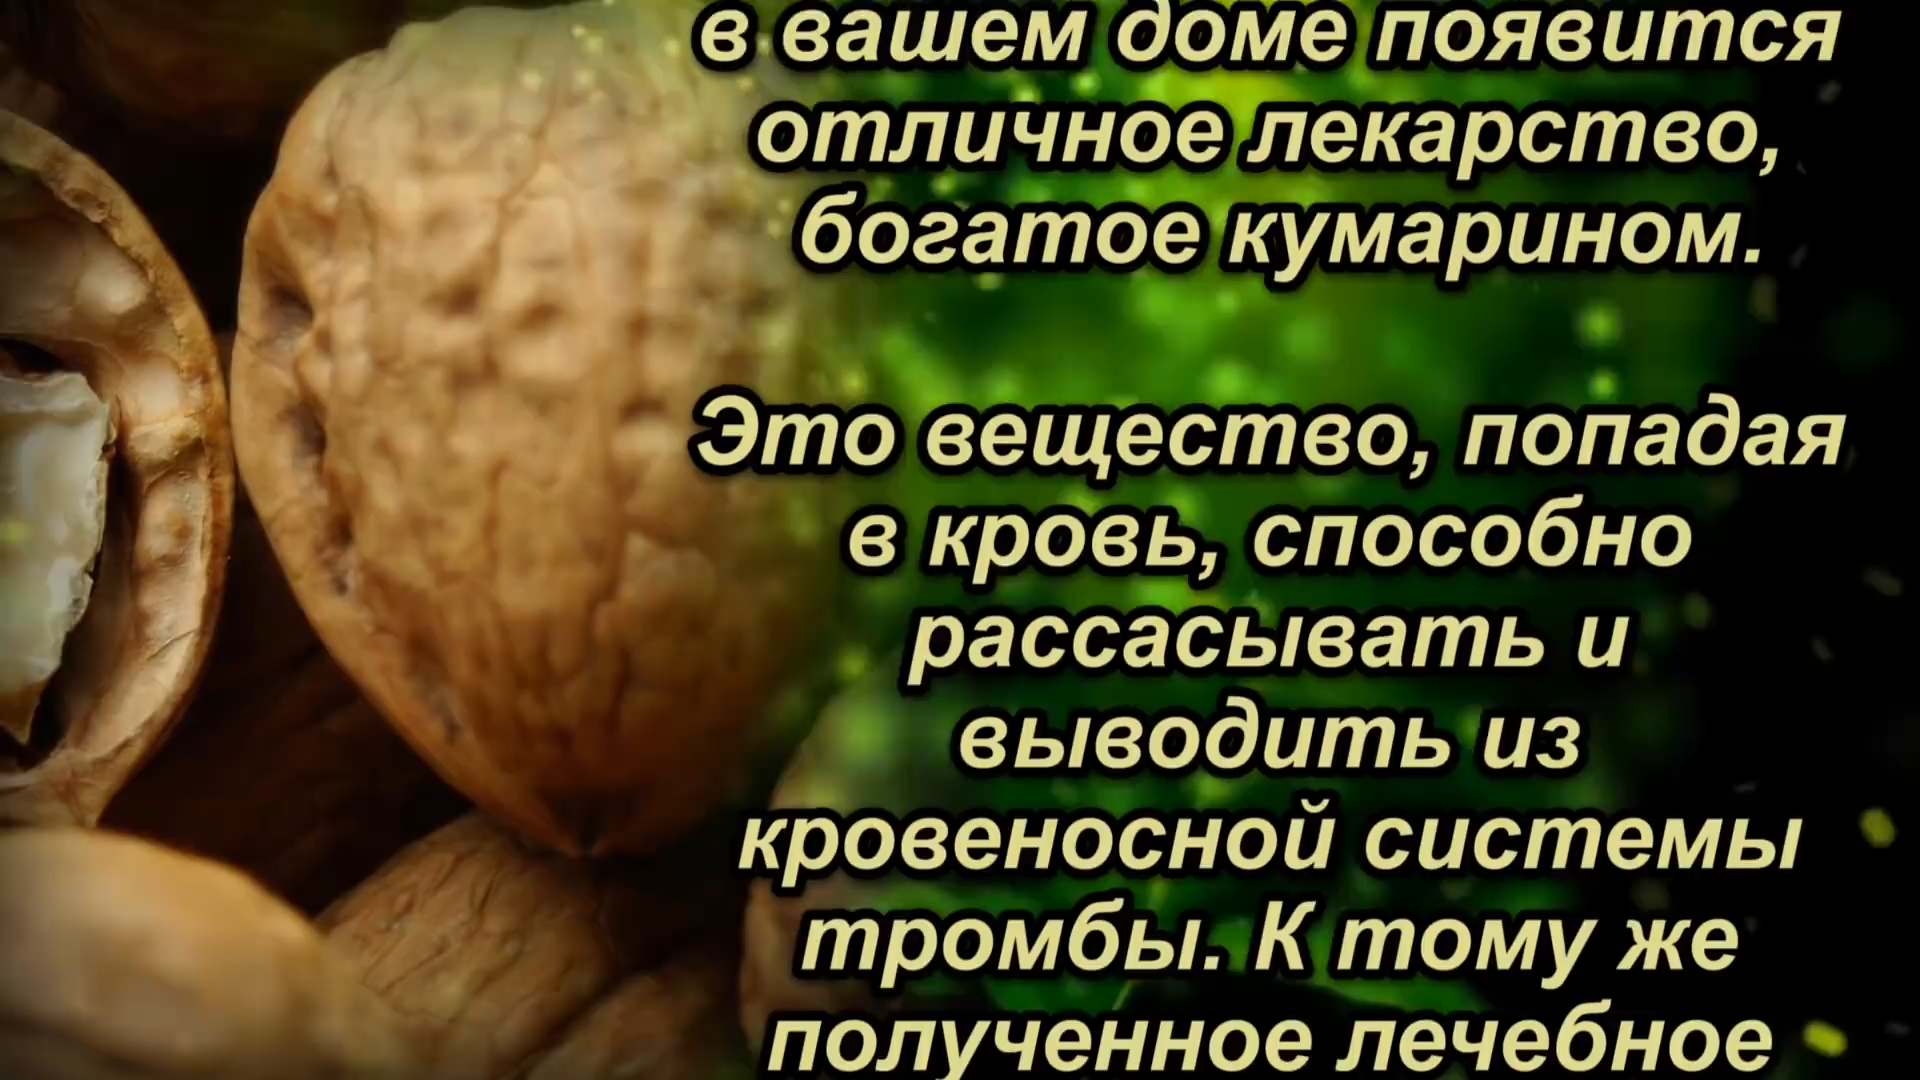 в вашем доме появится
отличное лекарство,
богатое кумарином.
Это вещество, попадая
в кровь, способно
рассасывать и
выводить из
кровеносной системы
тромбы. К тому же
полученное лечебное